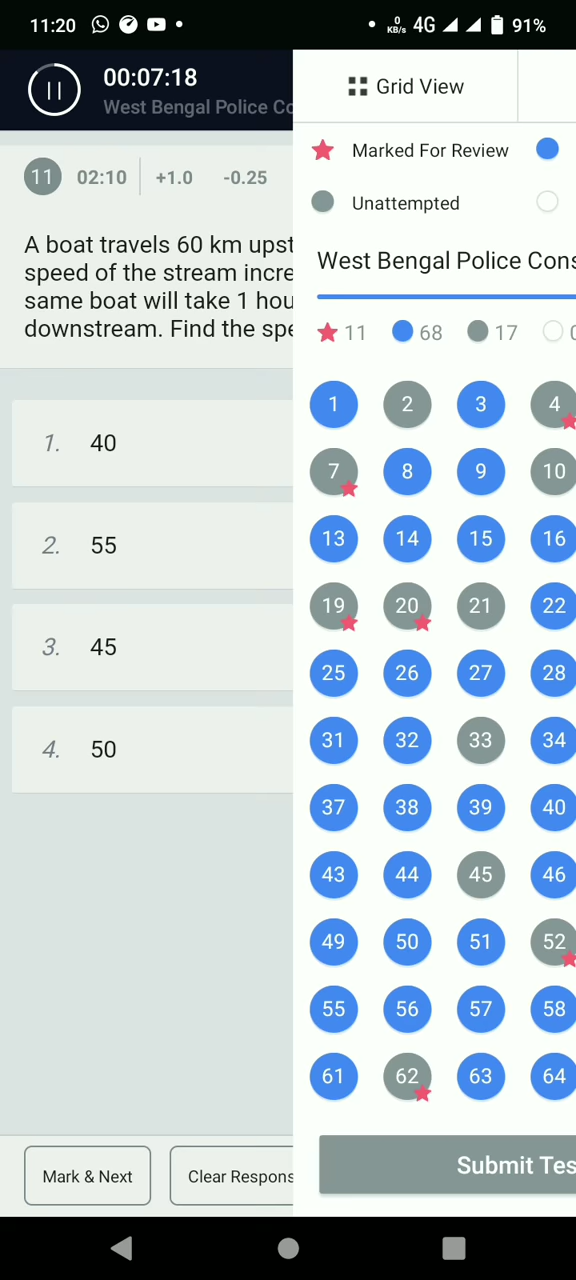 11:20
0 KB/s 4G 91%
00:07:18
West Bengal Police Co
Grid View
Marked For Review
Unattempted
11 02:10 +1.0 -0.25
A boat travels 60 km upst
speed of the stream incre
same boat will take 1 hou
downstream. Find the spe
West Bengal Police Cons
11 68 17 0
1. 40
2. 55
3. 45
4. 50
1 2 3 4
7 8 9 10
13 14 15 16
19 20 21 22
25 26 27 28
31 32 33 34
37 38 39 40
43 44 45 46
49 50 51 52
55 56 57 58
61 62 63 64
Mark & Next
Clear Respons
Submit Tes